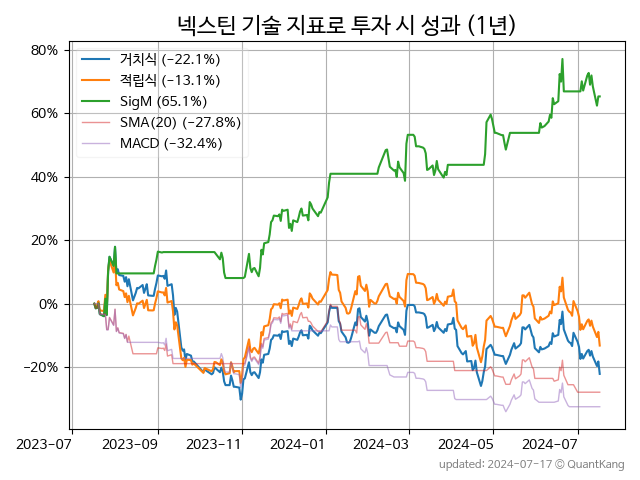 넥스틴 기술 지표로 투자 시 성과 (1년)
거치식 (−22.1%)
적립식 (−13.1%)
SigM (65.1%)
SMA(20) (−27.8%)
MACD (−32.4%)
80%
60%
40%
20%
0%
−20%
2023-07 2023-09 2023-11 2024-01 2024-03 2024-05 2024-07
updated: 2024-07-17 © QuantKang